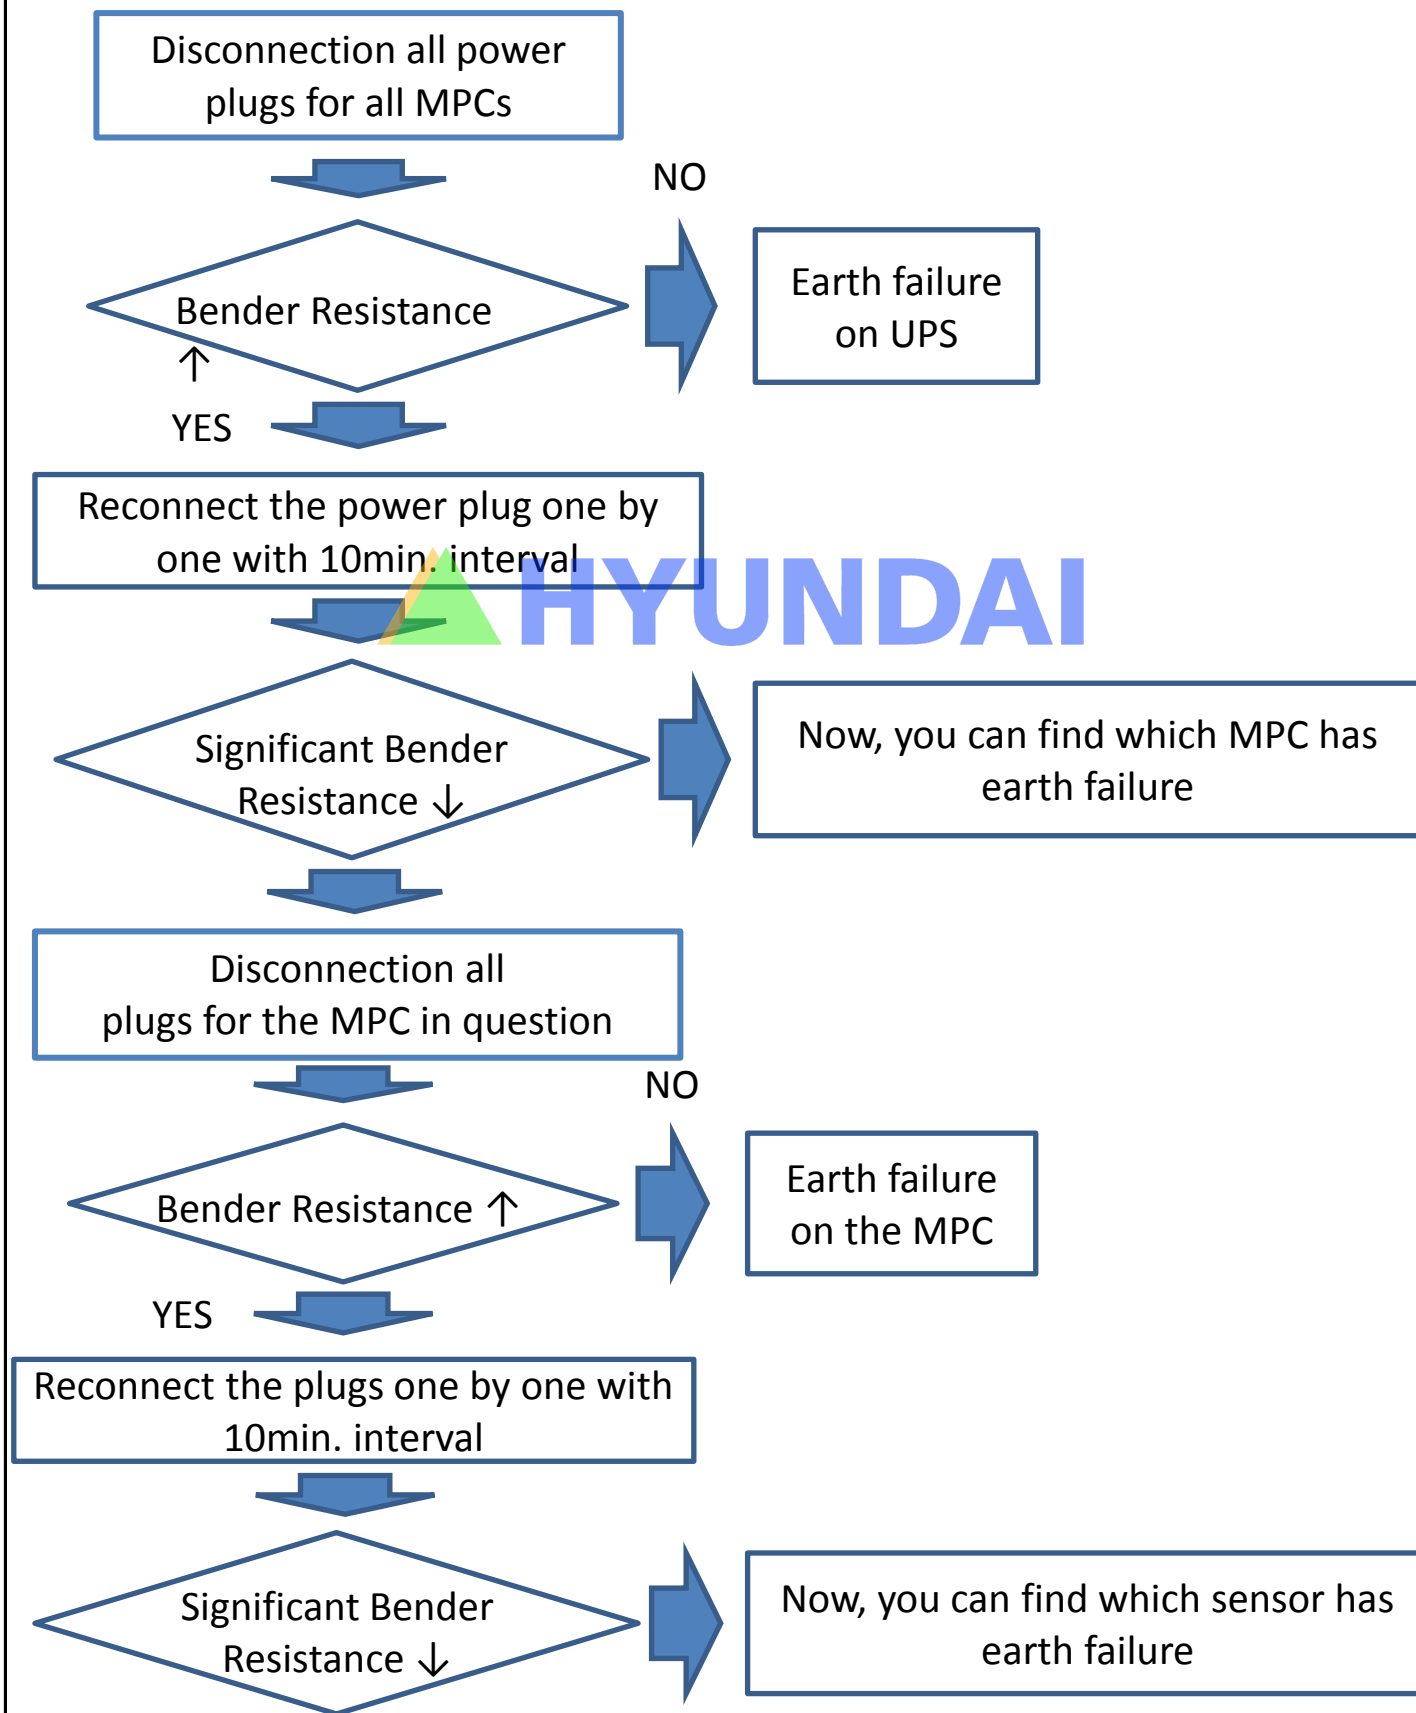 Disconnection all power
plugs for all MPCs
NO
Bender Resistance
↑
Earth failure
on UPS
YES
Reconnect the power plug one by
one with 10min. interval
HYUNDAI
Significant Bender
Resistance ↓
Now, you can find which MPC has
earth failure
Disconnection all
plugs for the MPC in question
NO
Bender Resistance ↑
Earth failure
on the MPC
YES
Reconnect the plugs one by one with
10min. interval
Significant Bender
Resistance ↓
Now, you can find which sensor has
earth failure